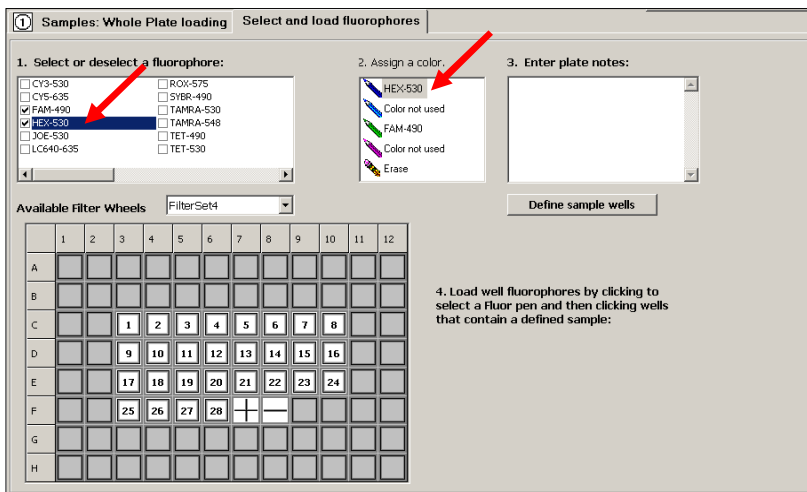 1 Samples: Whole Plate loading Select and load fluorophores
1. Select or deselect a fluorophore:
CY3-530 ROX-575
CY5-635 SYBR-490
FAM-490 TAMRA-530
HEX-530 TAMRA-548
JOE-530 TET-490
LC640-635 TET-530
2. Assign a color.
HEX-530
Color not used
FAM-490
Color not used
Erase
3. Enter plate notes:
Available Filter Wheels FilterSet4
Define sample wells
1 2 3 4 5 6 7 8 9 10 11 12
A
B
C 1 2 3 4 5 6 7 8
D 9 10 11 12 13 14 15 16
E 17 18 19 20 21 22 23 24
F 25 26 27 28 + −
G
H
4. Load well fluorophores by clicking to
select a Fluor pen and then clicking wells
that contain a defined sample: